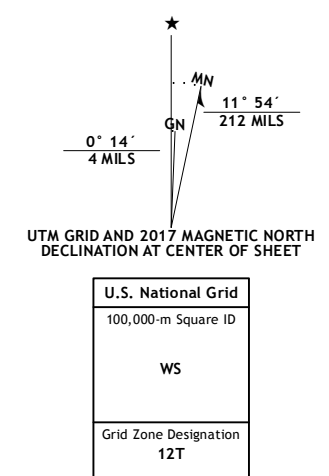 ★
MN
11° 54´
212 MILS
GN
0° 14´
4 MILS
UTM GRID AND 2017 MAGNETIC NORTH
DECLINATION AT CENTER OF SHEET
U.S. National Grid
100,000-m Square ID
WS
Grid Zone Designation
12T